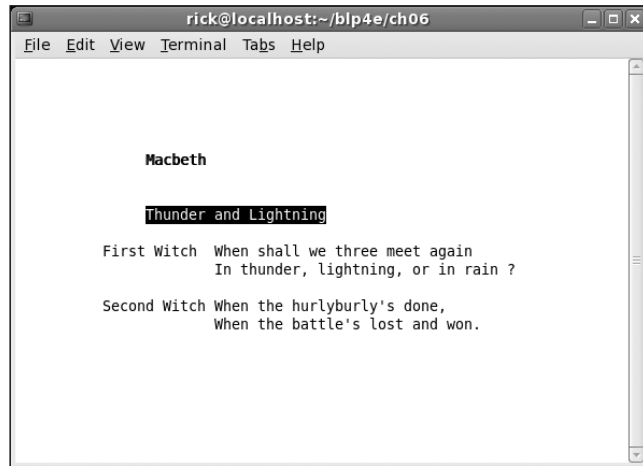 rick@localhost:~/blp4e/ch06
File Edit View Terminal Tabs Help
Macbeth
Thunder and Lightning
First Witch When shall we three meet again
In thunder, lightning, or in rain ?
Second Witch When the hurlyburly's done,
When the battle's lost and won.